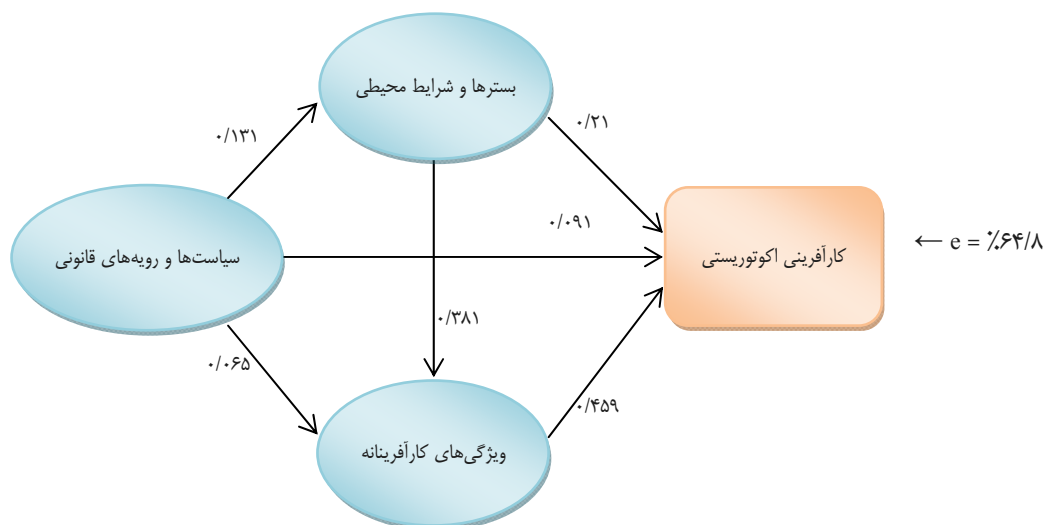 بسترها و شرایط محیطی
۰/۱۳۱
۰/۲۱
۰/۰۹۱
سیاست‌ها و رویه‌های قانونی
کارآفرینی اکوتوریستی
← e = %۶۴/۸
۰/۳۸۱
۰/۰۶۵
۰/۴۵۹
ویژگی‌های کارآفرینانه